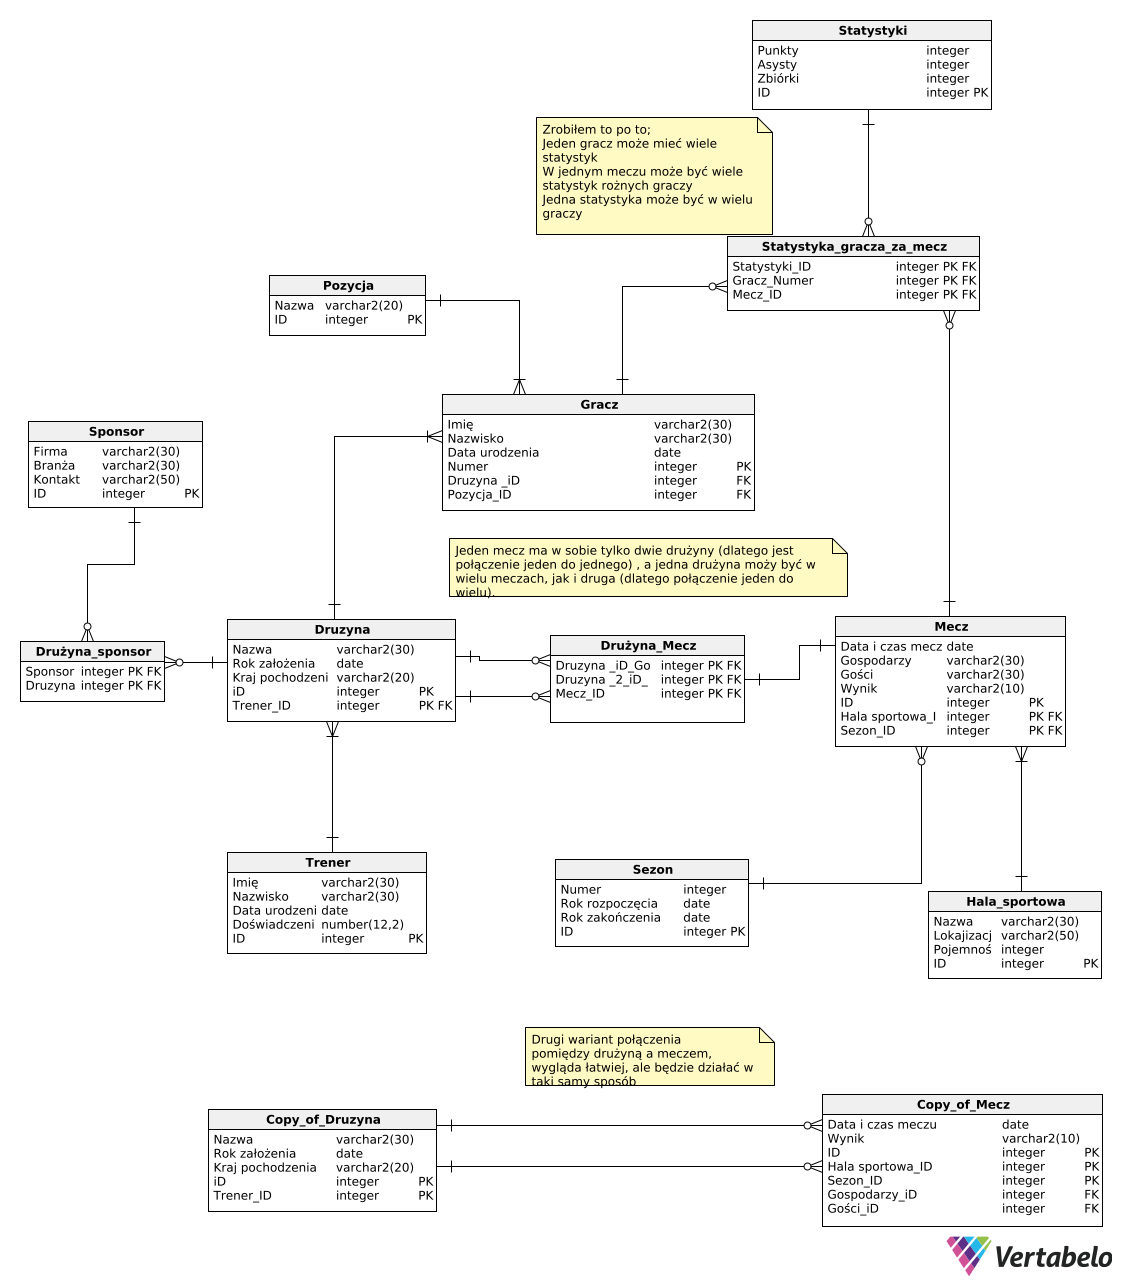 Statystyki
Punkty integer
Asysty integer
Zbiórki integer
ID integer PK
Zrobiłem to po to;
Jeden gracz może mieć wiele
statystyk
W jednym meczu może być wiele
statystyk rożnych graczy
Jedna statystyka może być w wielu
graczy
Statystyka_gracza_za_mecz
Statystyki_ID integer PK FK
Gracz_Numer integer PK FK
Mecz_ID integer PK FK
Pozycja
Nazwa varchar2(20)
ID integer PK
Gracz
Imię varchar2(30)
Nazwisko varchar2(30)
Data urodzenia date
Numer integer PK
Druzyna _iD integer FK
Pozycja_ID integer FK
Sponsor
Firma varchar2(30)
Branża varchar2(30)
Kontakt varchar2(50)
ID integer PK
Jeden mecz ma w sobie tylko dwie drużyny (dlatego jest
połączenie jeden do jednego) , a jedna drużyna moży być w
wielu meczach, jak i druga (dlatego połączenie jeden do
wielu).
Drużyna_sponsor
Sponsor integer PK FK
Druzyna integer PK FK
Druzyna
Nazwa varchar2(30)
Rok założenia date
Kraj pochodzeni varchar2(20)
iD integer PK
Trener_ID integer PK FK
Drużyna_Mecz
Druzyna _iD_Go integer PK FK
Druzyna _2_iD_ integer PK FK
Mecz_ID integer PK FK
Mecz
Data i czas mecz date
Gospodarzy varchar2(30)
Gości varchar2(30)
Wynik varchar2(10)
ID integer PK
Hala sportowa_I integer PK FK
Sezon_ID integer PK FK
Trener
Imię varchar2(30)
Nazwisko varchar2(30)
Data urodzeni date
Doświadczeni number(12,2)
ID integer PK
Sezon
Numer integer
Rok rozpoczęcia date
Rok zakończenia date
ID integer PK
Hala_sportowa
Nazwa varchar2(30)
Lokajizacj varchar2(50)
Pojemnoś integer
ID integer PK
Drugi wariant połączenia
pomiędzy drużyną a meczem,
wygląda łatwiej, ale będzie działać w
taki samy sposób
Copy_of_Druzyna
Nazwa varchar2(30)
Rok założenia date
Kraj pochodzenia varchar2(20)
iD integer PK
Trener_ID integer PK
Copy_of_Mecz
Data i czas meczu date
Wynik varchar2(10)
ID integer PK
Hala sportowa_ID integer PK
Sezon_ID integer PK
Gospodarzy_iD integer FK
Gości_iD integer FK
Vertabelo